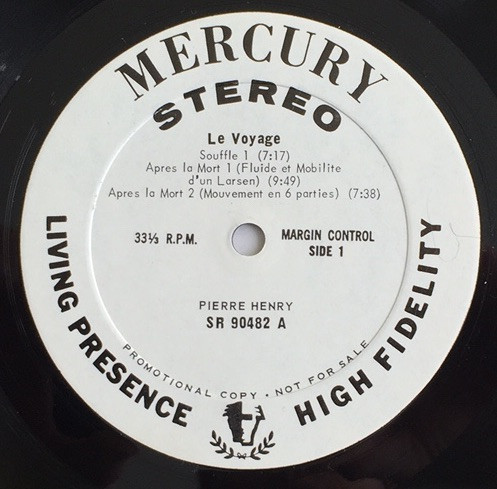 MERCURY
STEREO
Le Voyage
Souffle 1 (7:17)
Apres la Mort 1 (Fluide et Mobilite
d'un Larsen) (9:49)
Apres la Mort 2 (Mouvement en 6 parties) (7:38)
33⅓ R.P.M.
MARGIN CONTROL
SIDE 1
PIERRE HENRY
SR 90482 A
PROMOTIONAL COPY · NOT FOR SALE
LIVING PRESENCE
HIGH FIDELITY